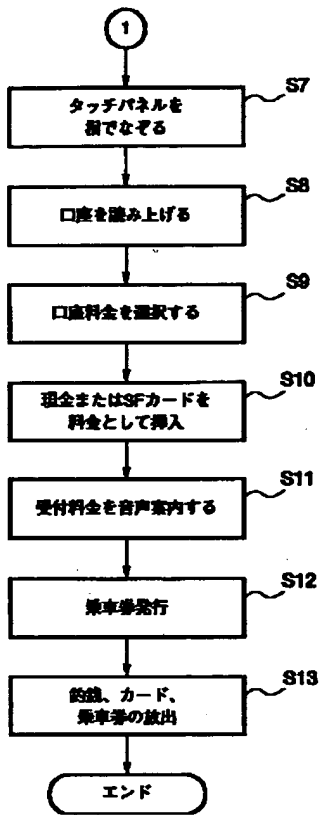 1
タッチパネルを
指でなぞる
S7
口座を読み上げる
S8
口座料金を選択する
S9
現金またはSFカードを
料金として挿入
S10
受付料金を音声案内する
S11
乗車券発行
S12
釣銭、カード、
乗車券の放出
S13
エンド